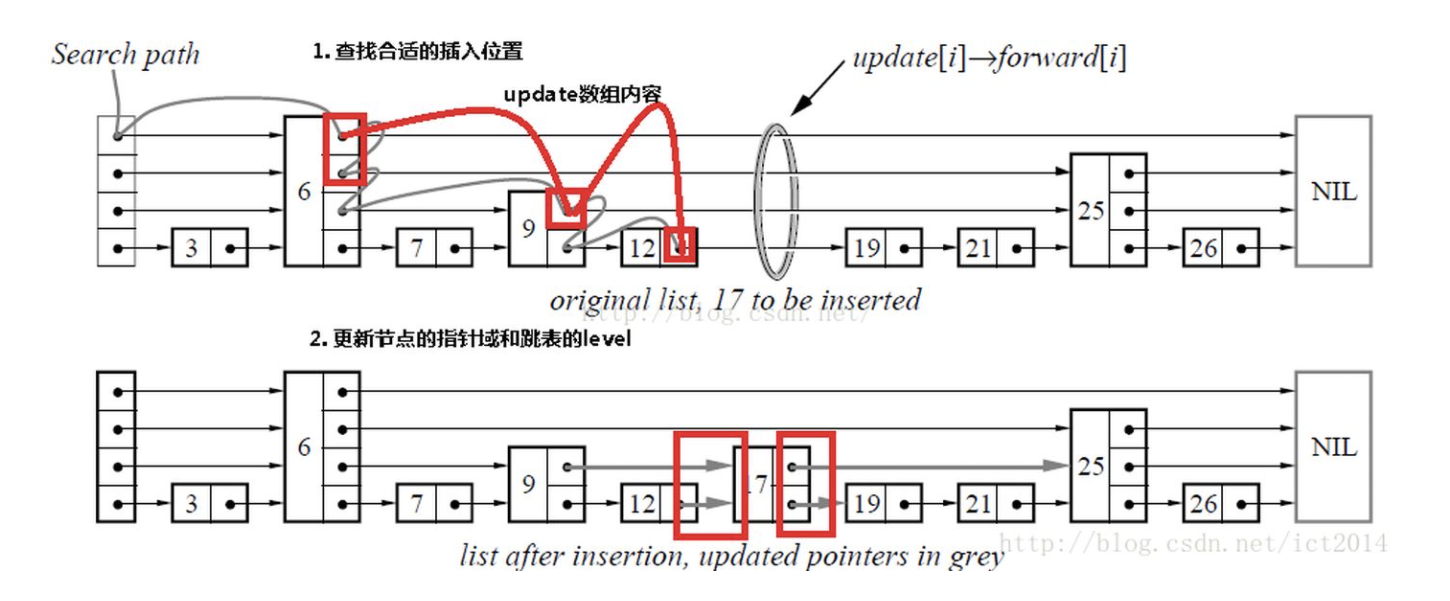 Search path
1. 查找合适的插入位置
update[i]→forward[i]
update数组内容
6
NIL
25
9
3
7
12
19
21
26
original list, 17 to be inserted
http://blog.csdn.net/
2. 更新节点的指针域和跳表的level
6
NIL
25
9
17
3
7
12
19
21
26
http://blog.csdn.net/ict2014
list after insertion, updated pointers in grey